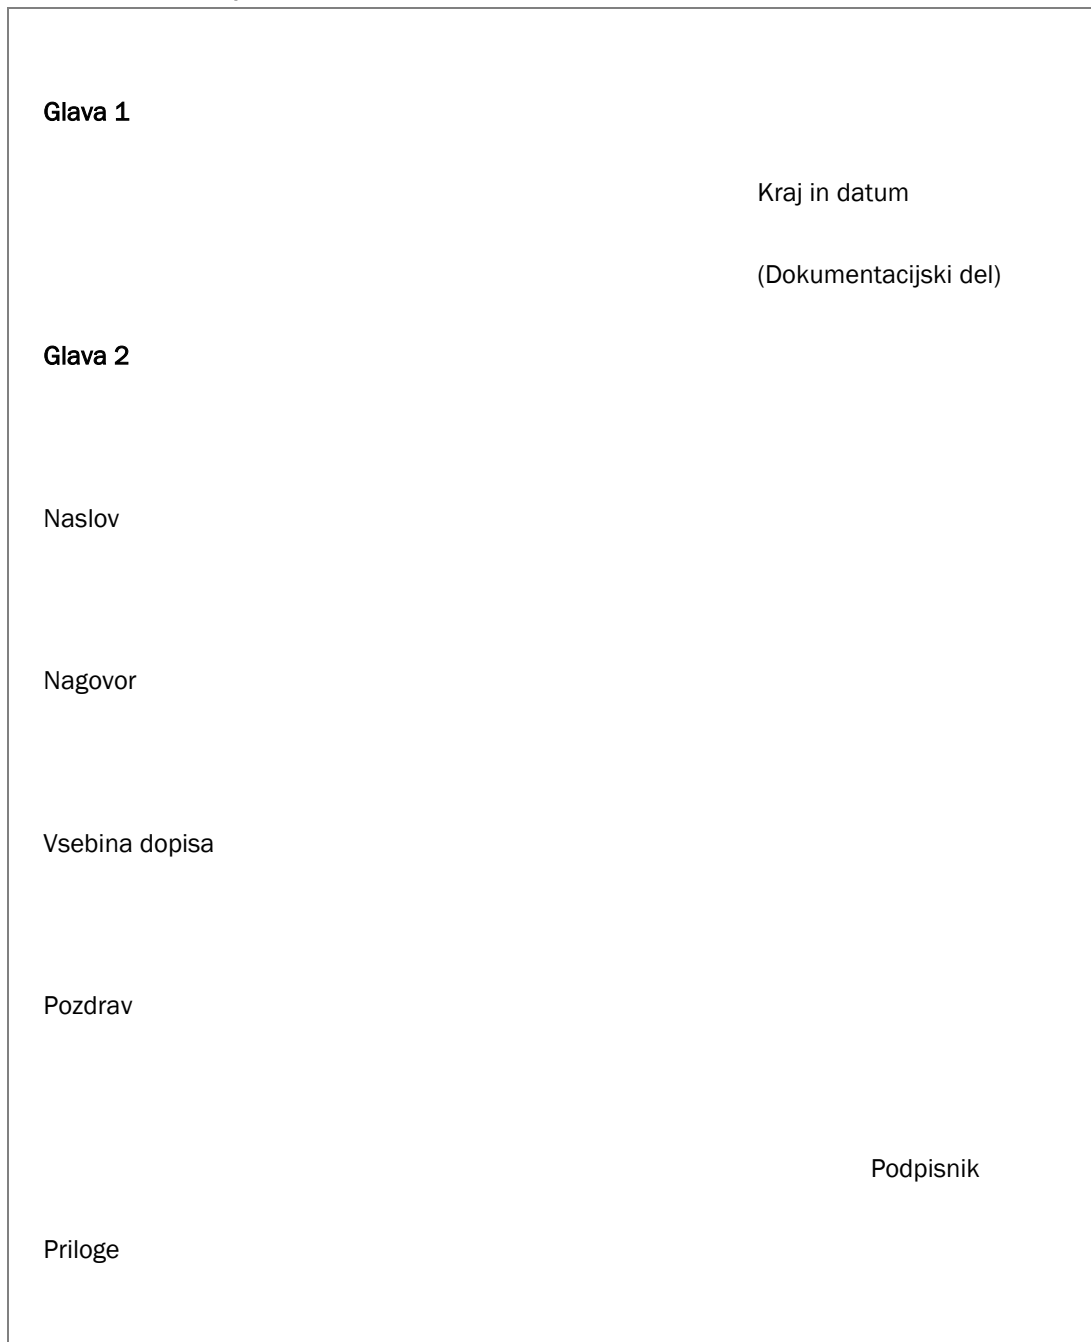 Glava 1
Kraj in datum
(Dokumentacijski del)
Glava 2
Naslov
Nagovor
Vsebina dopisa
Pozdrav
Podpisnik
Priloge